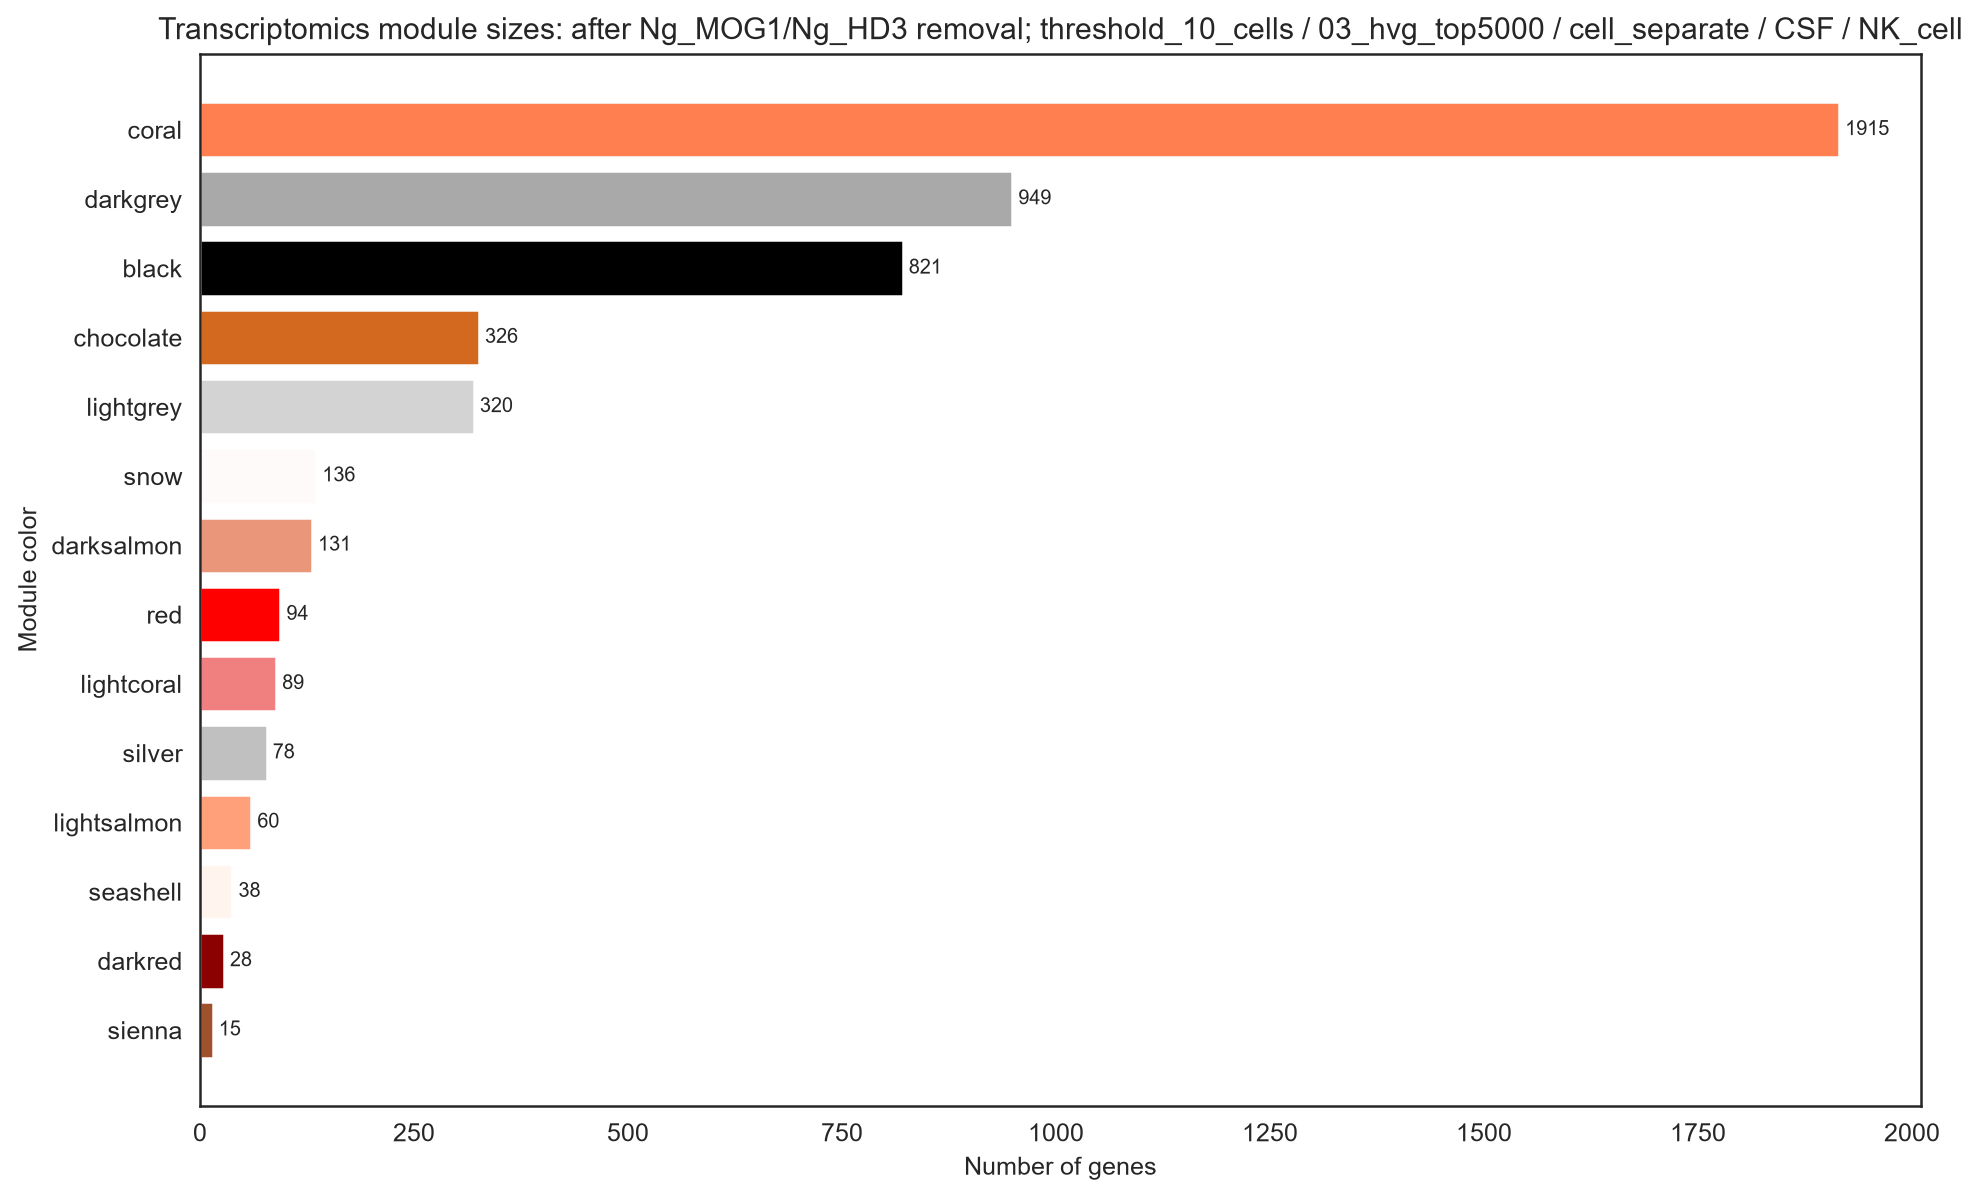 Transcriptomics module sizes: after Ng_MOG1/Ng_HD3 removal; threshold_10_cells / 03_hvg_top5000 / cell_separate / CSF / NK_cell
Module color
coral 1915
darkgrey 949
black 821
chocolate 326
lightgrey 320
snow 136
darksalmon 131
red 94
lightcoral 89
silver 78
lightsalmon 60
seashell 38
darkred 28
sienna 15
0 250 500 750 1000 1250 1500 1750 2000
Number of genes